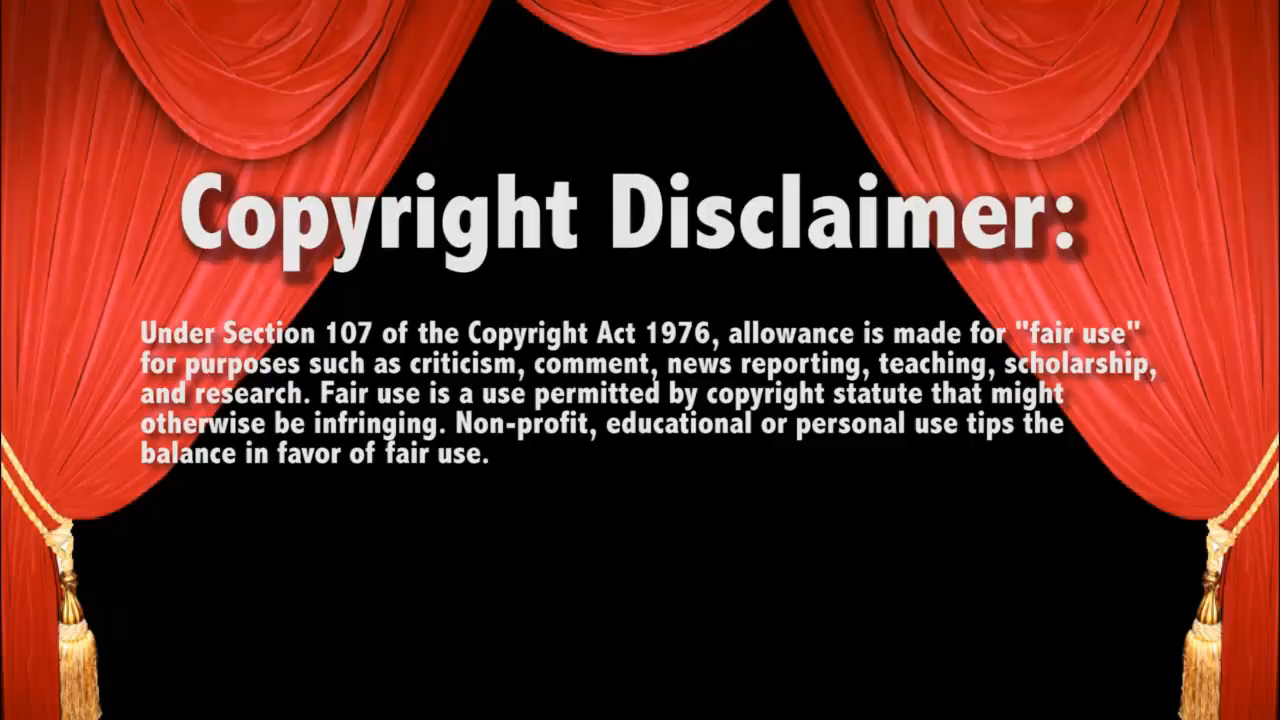 Copyright Disclaimer:
Under Section 107 of the Copyright Act 1976, allowance is made for "fair use"
for purposes such as criticism, comment, news reporting, teaching, scholarship,
and research. Fair use is a use permitted by copyright statute that might
otherwise be infringing. Non-profit, educational or personal use tips the
balance in favor of fair use.